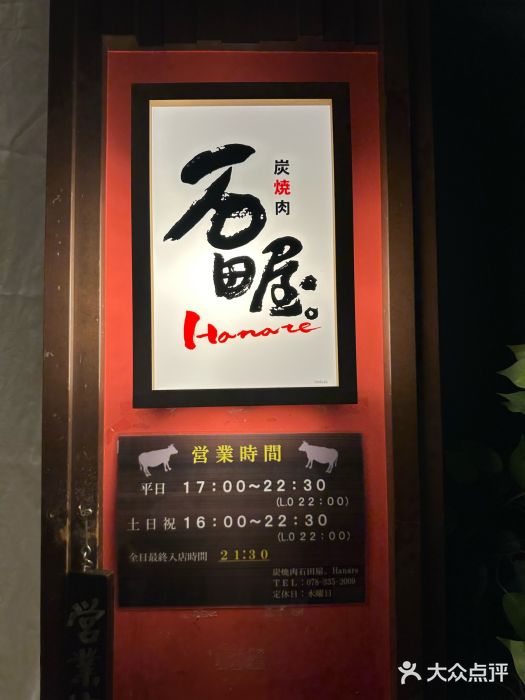 炭焼肉
石田屋。
Hanare
営業時間
平日 17:00～22:30
(L.O 22:00)
土日祝 16:00～22:30
(L.O 22:00)
全日最終入店時間 21:30
炭焼肉石田屋。Hanare
TEL:078-335-2009
定休日:水曜日
営業
大众点评